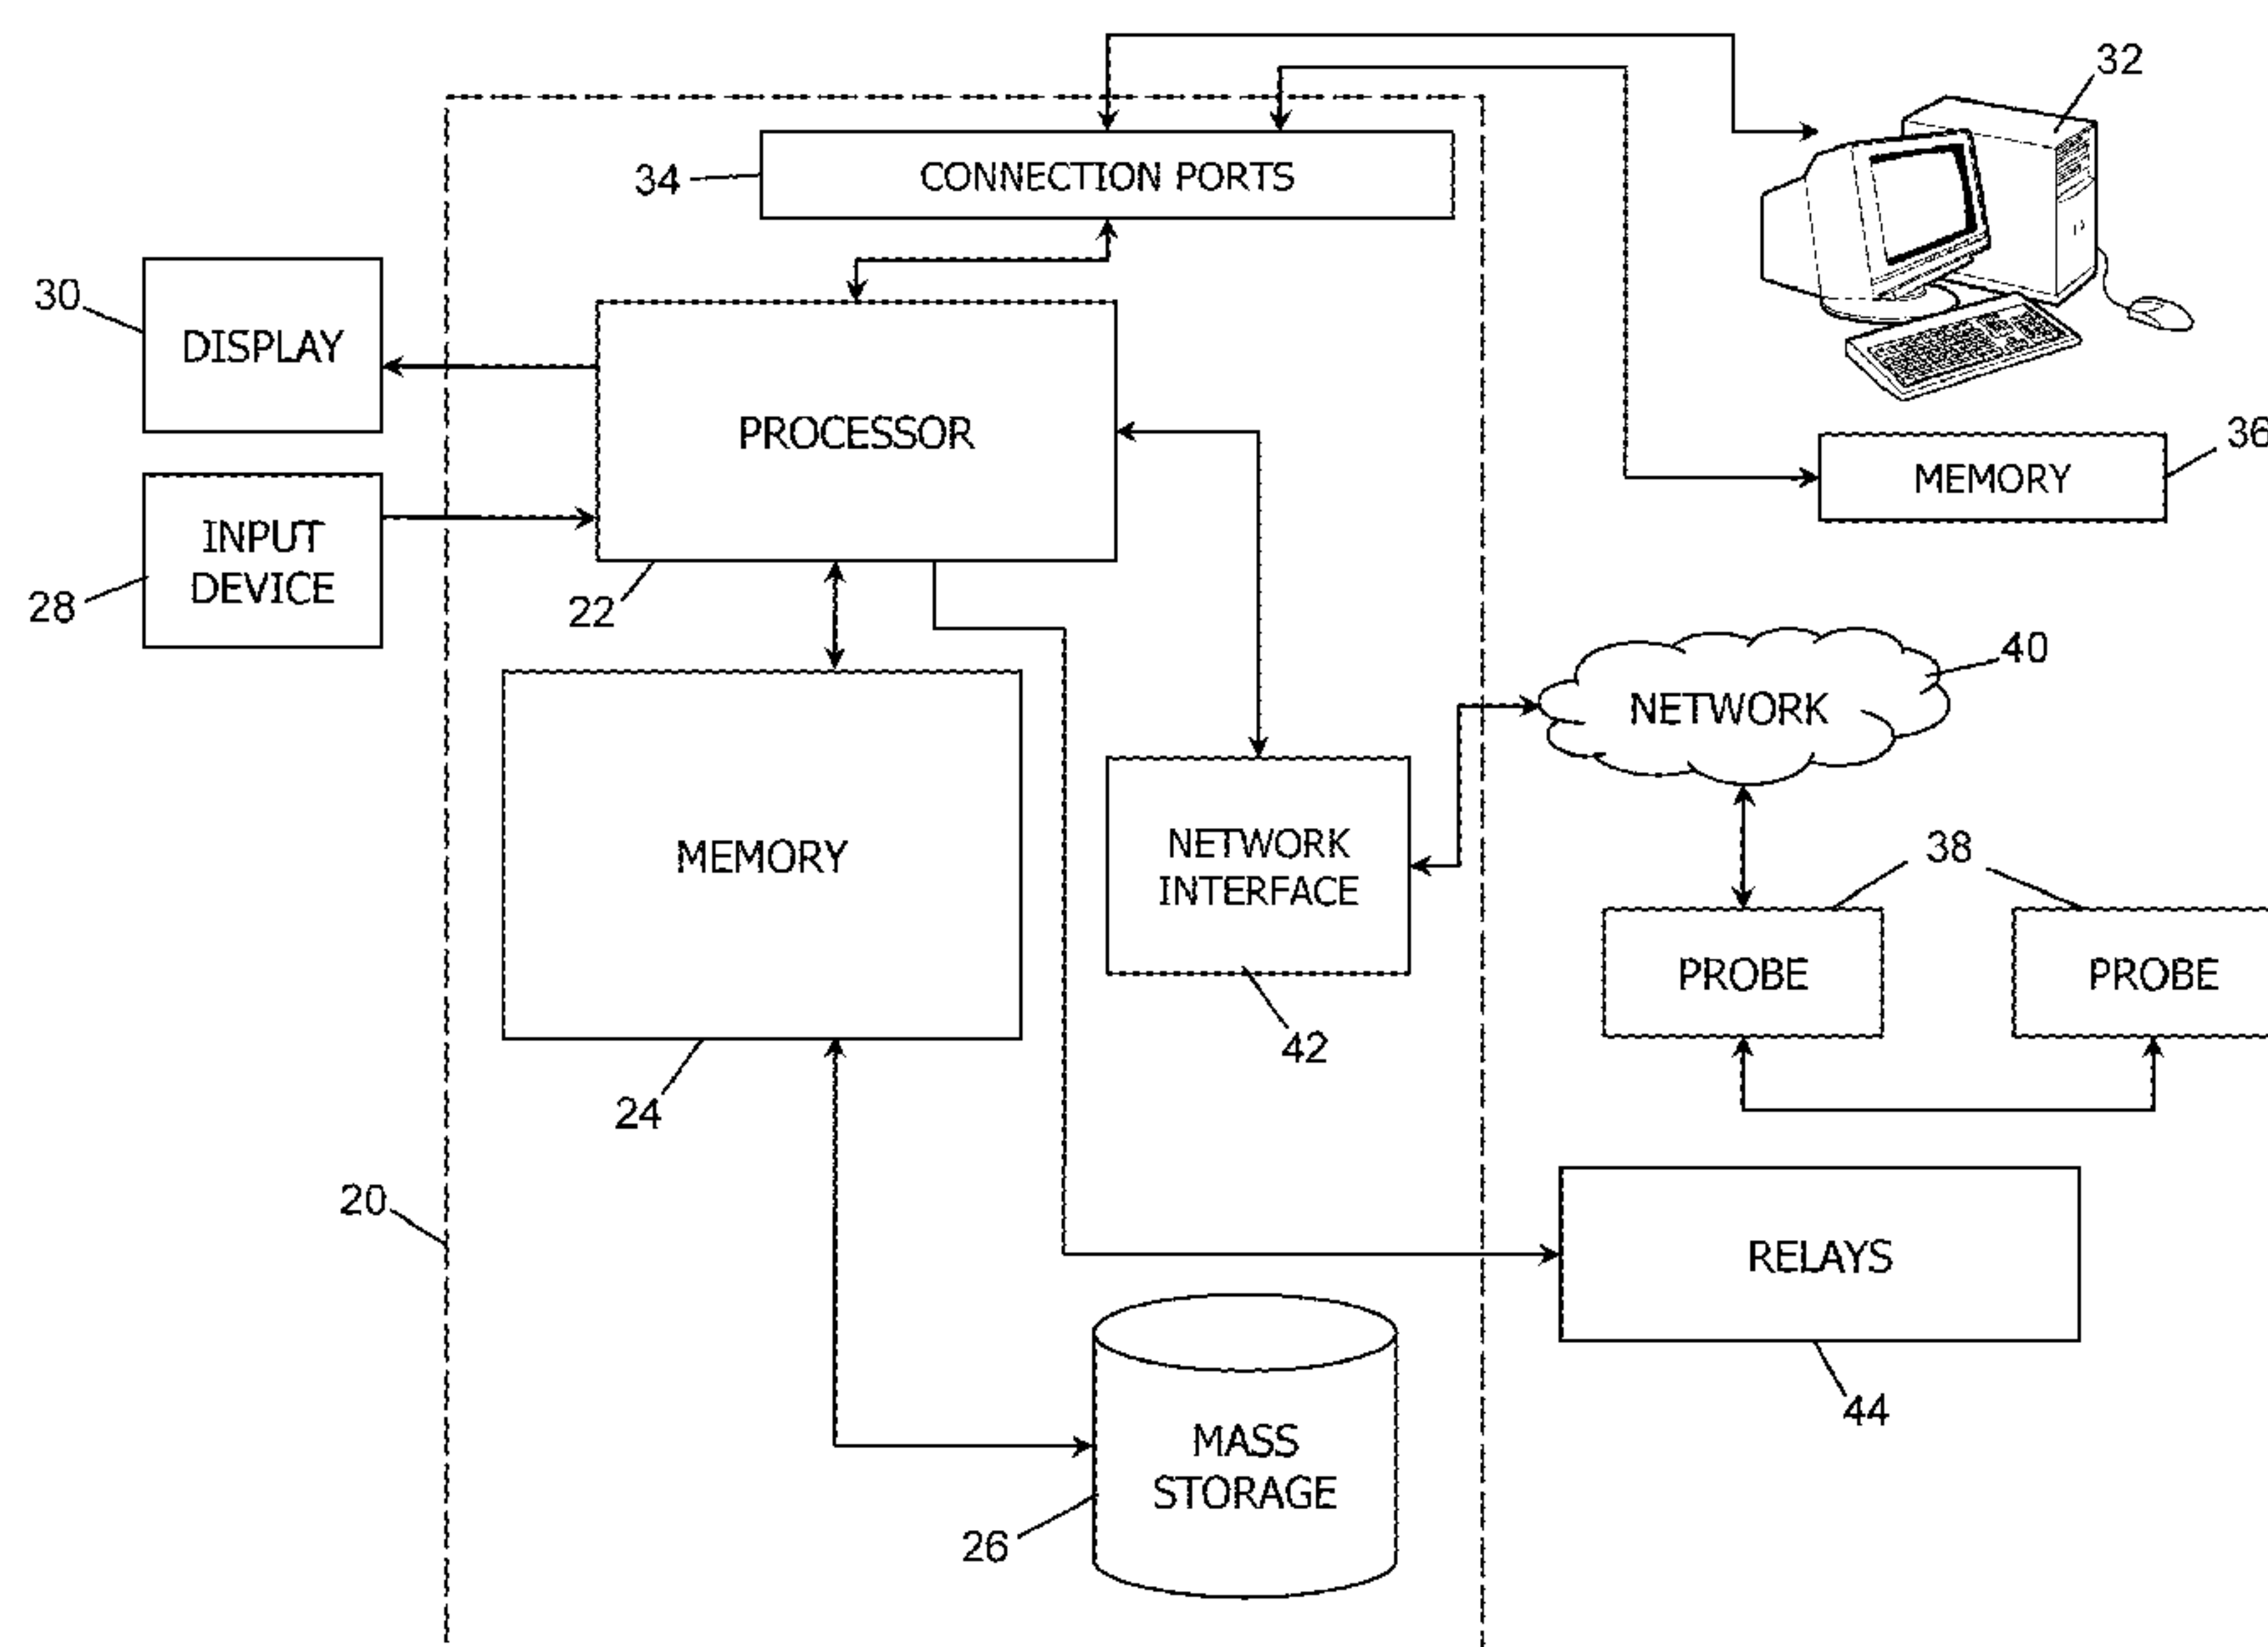 32
34
CONNECTION PORTS
30
DISPLAY
PROCESSOR
36
MEMORY
INPUT
DEVICE
28
22
40
NETWORK
MEMORY
NETWORK
INTERFACE
38
PROBE
PROBE
42
24
20
RELAYS
44
MASS
STORAGE
26